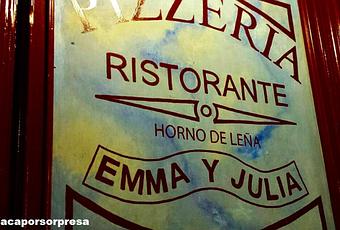 PIZZERIA
RISTORANTE
HORNO DE LEÑA
EMMA Y JULIA
acaporsorpresa